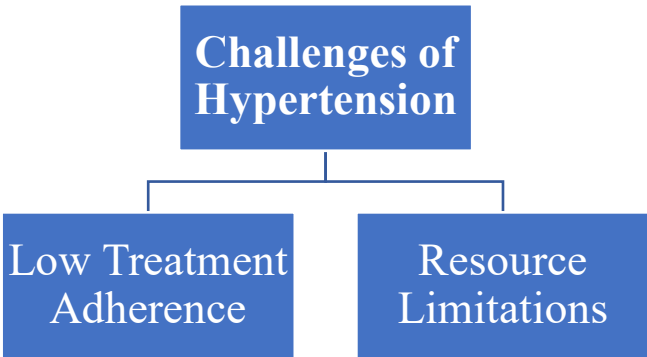 Challenges of
Hypertension
Low Treatment
Adherence
Resource
Limitations